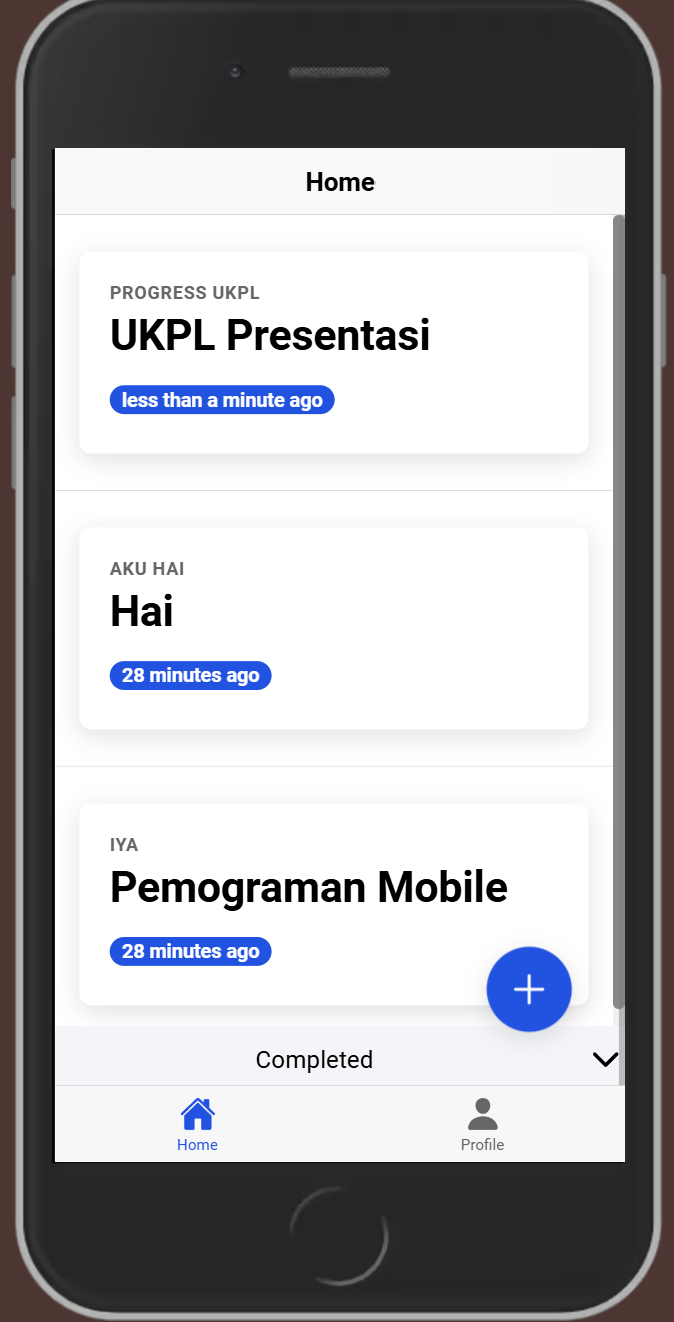 Home
PROGRESS UKPL
UKPL Presentasi
less than a minute ago
AKU HAI
Hai
28 minutes ago
IYA
Pemograman Mobile
28 minutes ago
Completed
Home
Profile